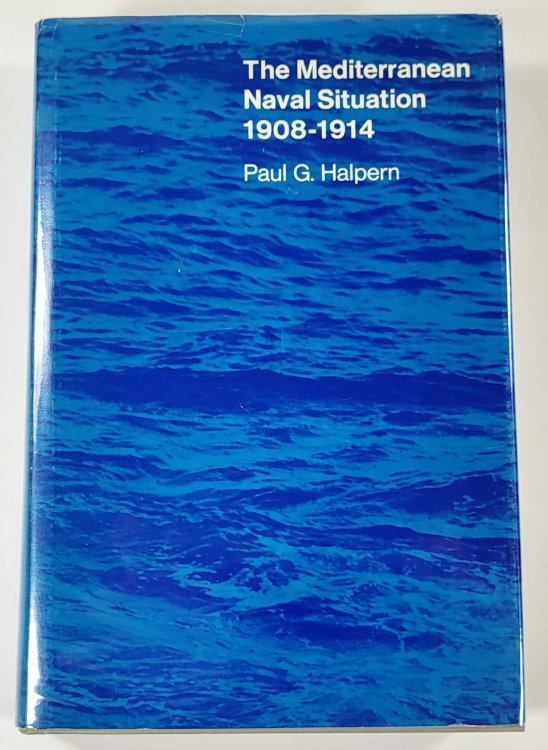 The Mediterranean
Naval Situation
1908-1914
Paul G. Halpern